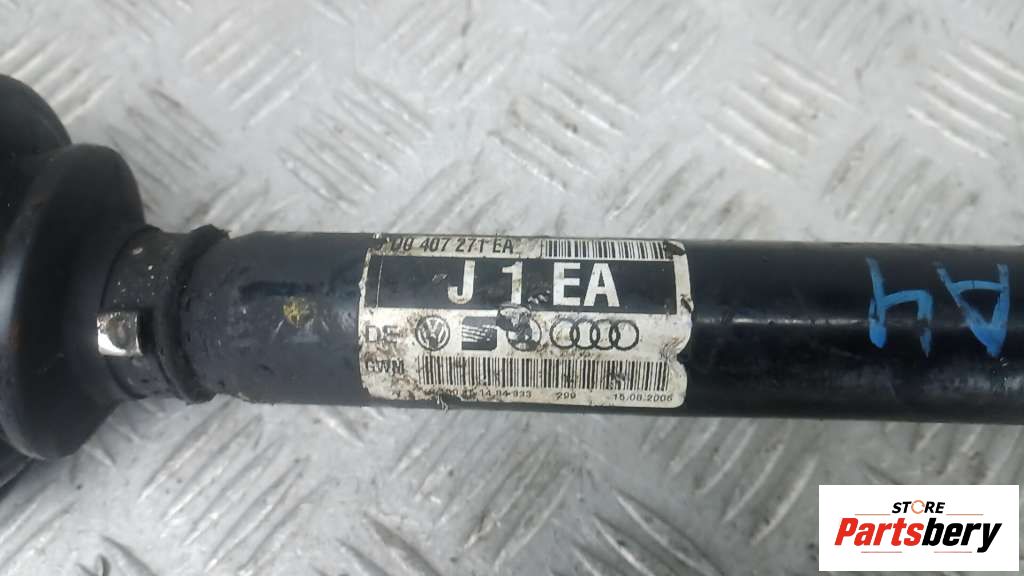 407 271 EA
J 1 EA
DE
GWM
299 15.08.2006
A4
STORE
Partsbery